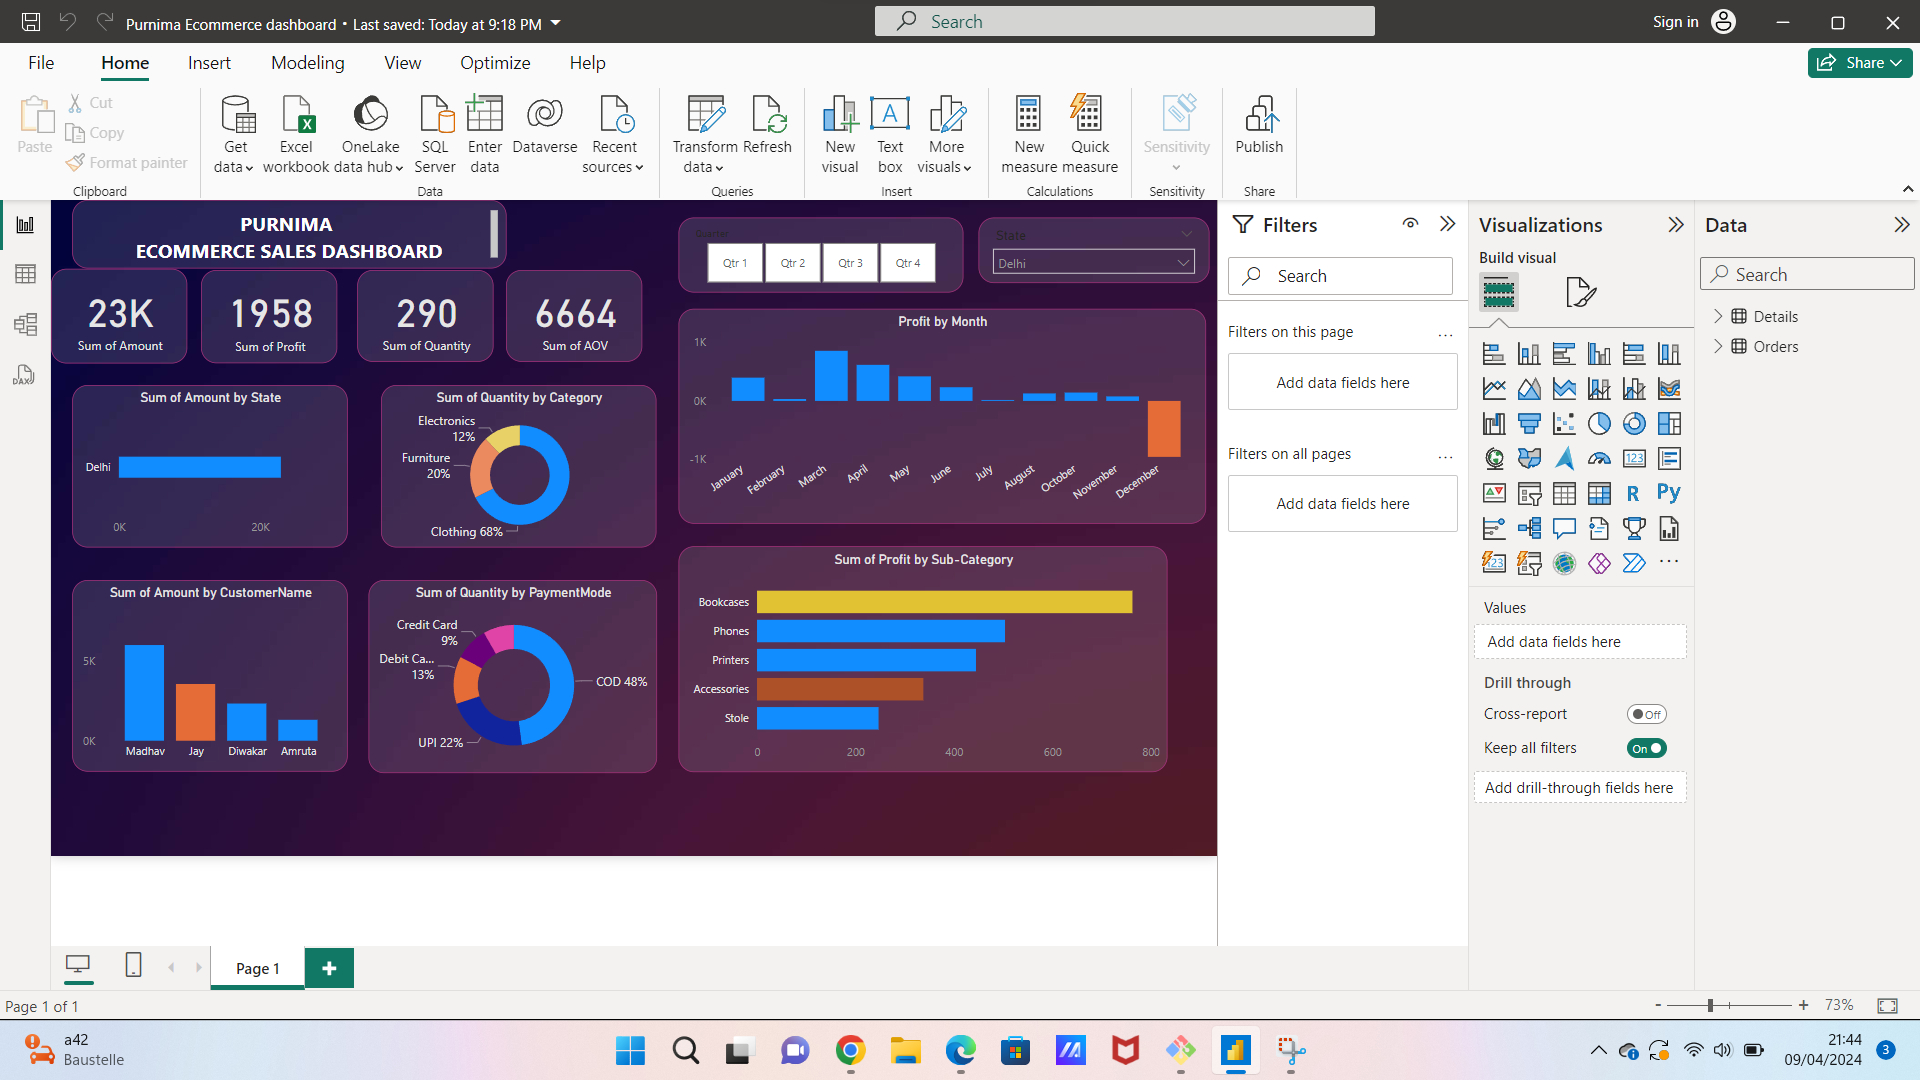 Purnima Ecommerce dashboard • Last saved: Today at 9:18 PM
Search
Sign in
File
Home
Insert
Modeling
View
Optimize
Help
Share
Paste
Cut
Copy
Format painter
Clipboard
Get data
Excel workbook
OneLake data hub
SQL Server
Enter data
Dataverse
Recent sources
Data
Transform data
Refresh
Queries
New visual
Text box
More visuals
Insert
New measure
Quick measure
Calculations
Sensitivity
Sensitivity
Publish
Share
PURNIMA
ECOMMERCE SALES DASHBOARD
Quarter
Qtr 1
Qtr 2
Qtr 3
Qtr 4
State
Delhi
23K
Sum of Amount
1958
Sum of Profit
290
Sum of Quantity
6664
Sum of AOV
Profit by Month
1K
0K
-1K
January
February
March
April
May
June
July
August
October
November
December
Sum of Amount by State
Delhi
0K
20K
Sum of Quantity by Category
Electronics
12%
Furniture
20%
Clothing 68%
Sum of Amount by CustomerName
5K
0K
Madhav
Jay
Diwakar
Amruta
Sum of Quantity by PaymentMode
Credit Card
9%
Debit Ca...
13%
UPI 22%
COD 48%
Sum of Profit by Sub-Category
Bookcases
Phones
Printers
Accessories
Stole
0
200
400
600
800
Filters
Search
Filters on this page
...
Add data fields here
Filters on all pages
...
Add data fields here
Visualizations
Build visual
123
R
Py
123
...
Values
Add data fields here
Drill through
Cross-report
Off
Keep all filters
On
Add drill-through fields here
Data
Search
Details
Orders
DAX
Page 1
+
Page 1 of 1
- + 73%
a42
Baustelle
21:44
09/04/2024
3